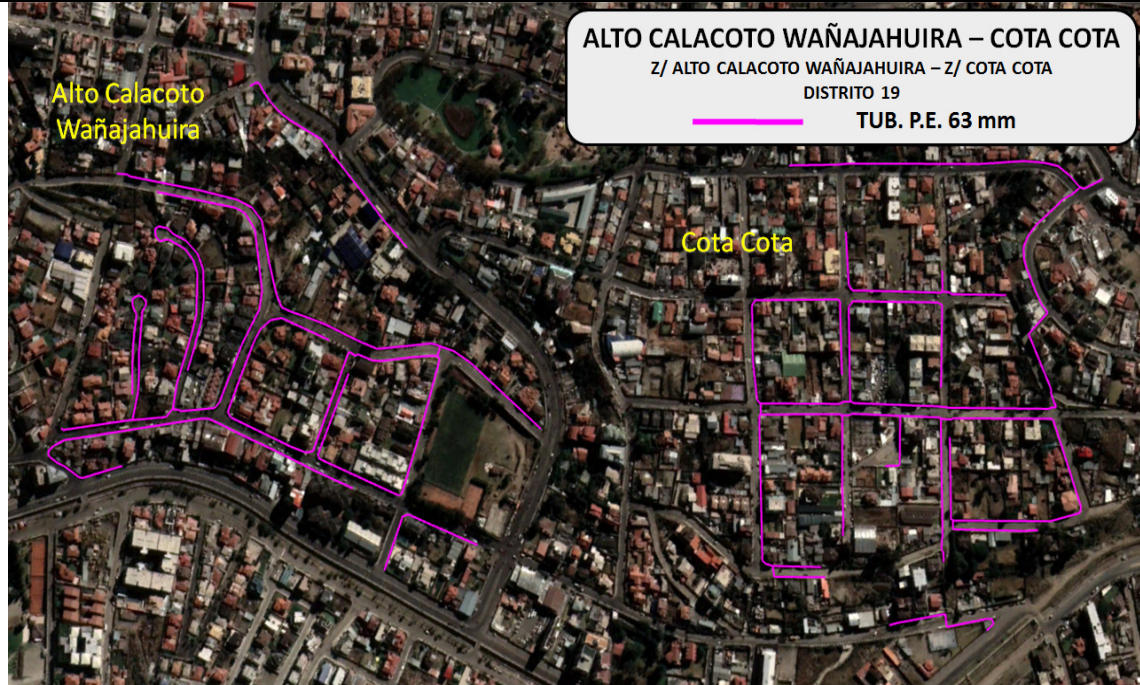 ALTO CALACOTO WAÑAJAHUIRA – COTA COTA
Z/ ALTO CALACOTO WAÑAJAHUIRA – Z/ COTA COTA
DISTRITO 19
TUB. P.E. 63 mm
Alto Calacoto
Wañajahuira
Cota Cota